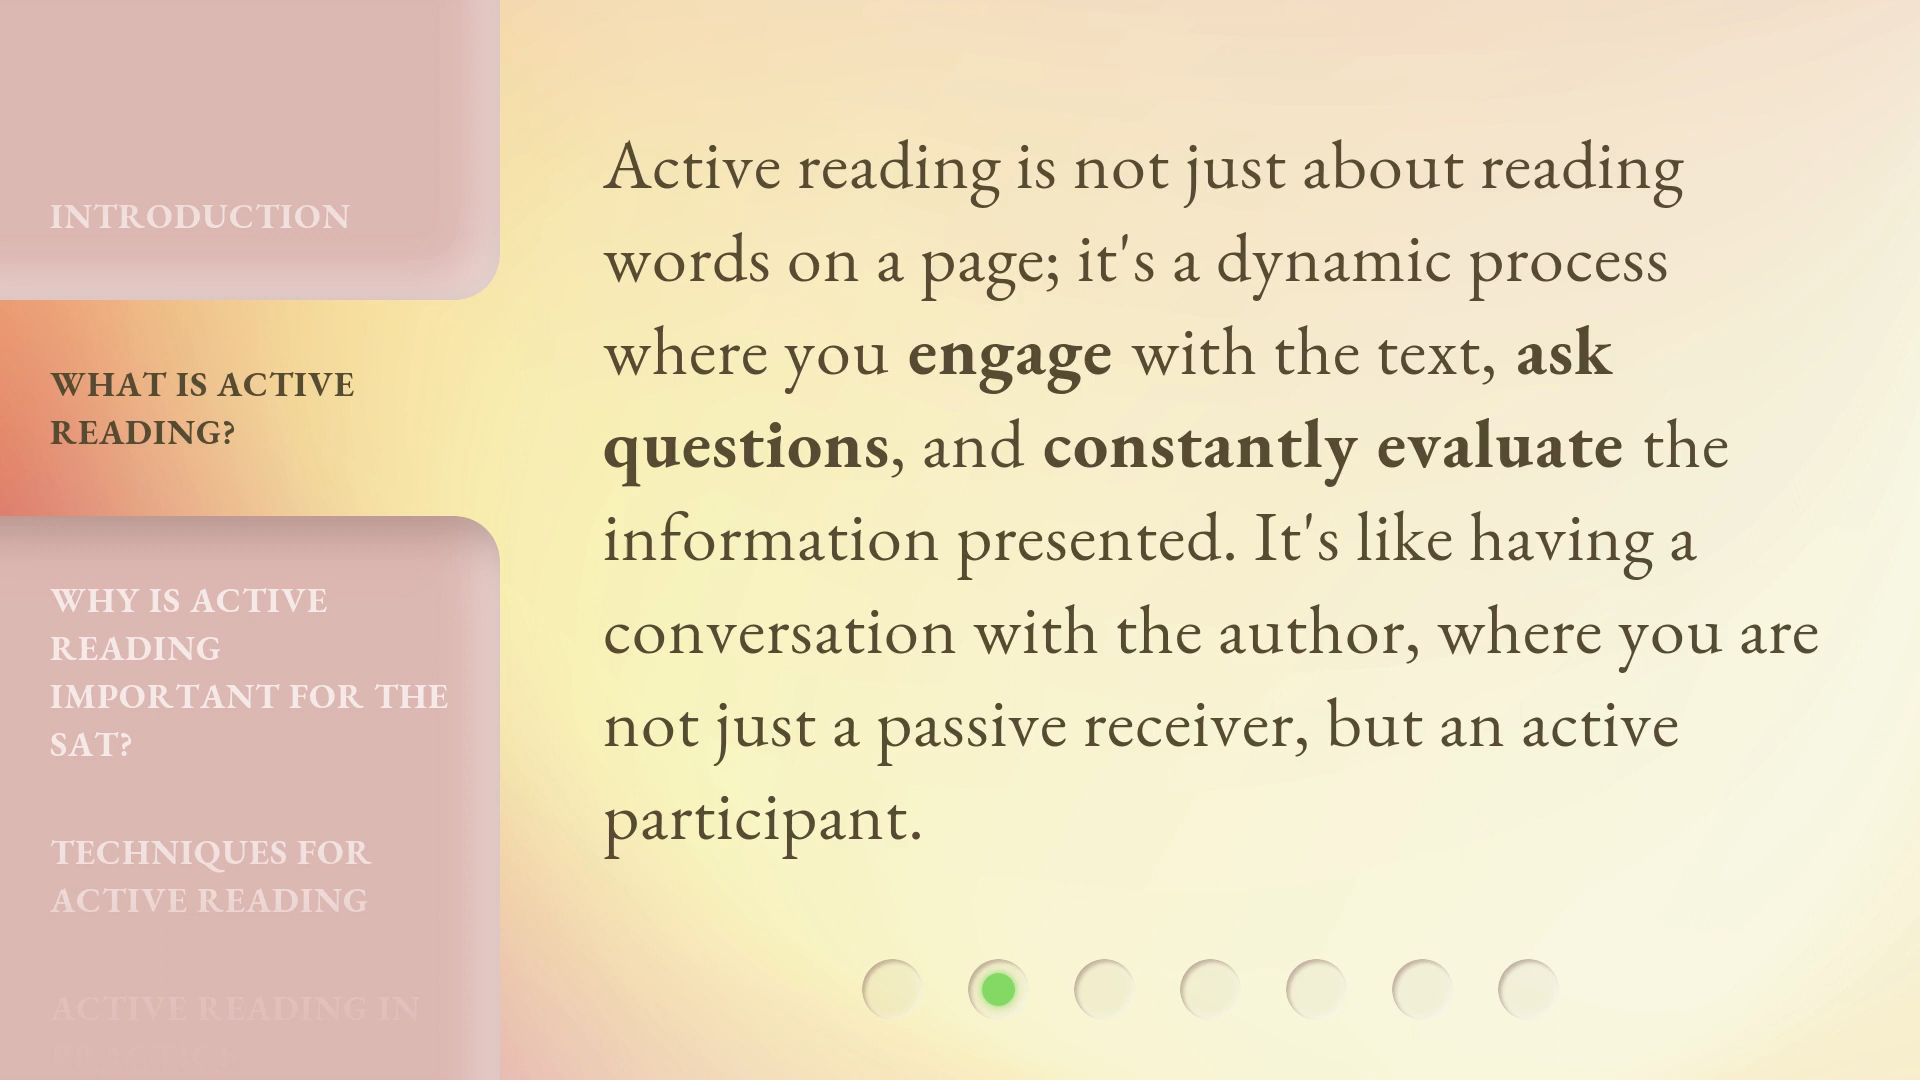 INTRODUCTION
WHAT IS ACTIVE
READING?
WHY IS ACTIVE
READING
IMPORTANT FOR THE
SAT?
TECHNIQUES FOR
ACTIVE READING
ACTIVE READING IN
Active reading is not just about reading
words on a page; it's a dynamic process
where you engage with the text, ask
questions, and constantly evaluate the
information presented. It's like having a
conversation with the author, where you are
not just a passive receiver, but an active
participant.